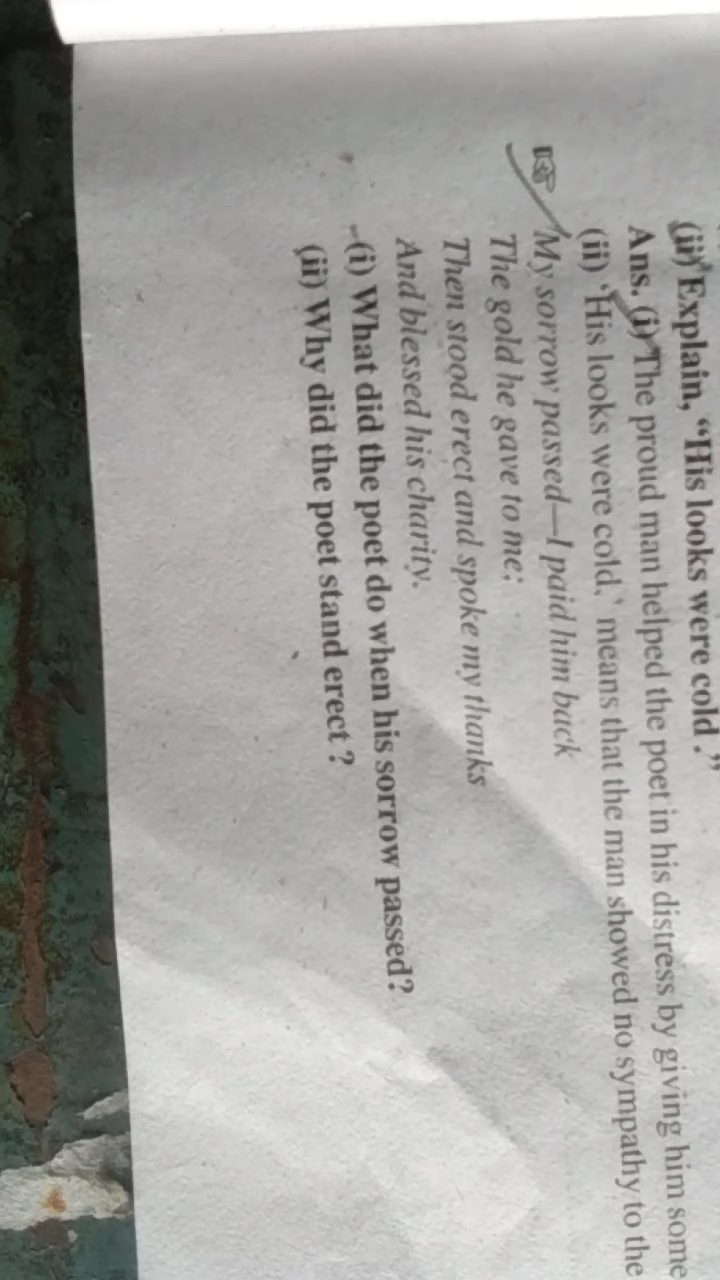 (ii) Explain, “His looks were cold.”
Ans. (i) The proud man helped the poet in his distress by giving him some
(ii) ‘His looks were cold.’ means that the man showed no sympathy to the
My sorrow passed—I paid him back
The gold he gave to me;
Then stood erect and spoke my thanks
And blessed his charity.
(i) What did the poet do when his sorrow passed?
(ii) Why did the poet stand erect ?